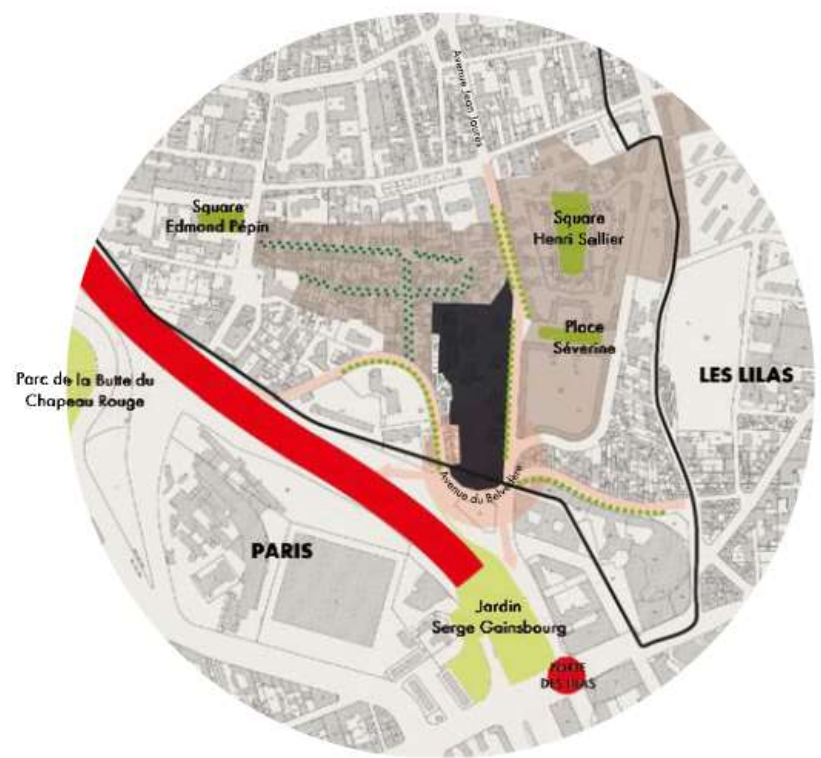 Avenue Jean Jaurès
Square
Edmond Pépin
Square
Henri Sellier
Place
Séverine
LES LILAS
Parc de la Butte du
Chapeau Rouge
Avenue du Belvédère
PARIS
Jardin
Serge Gainsbourg
PORTE
DES LILAS